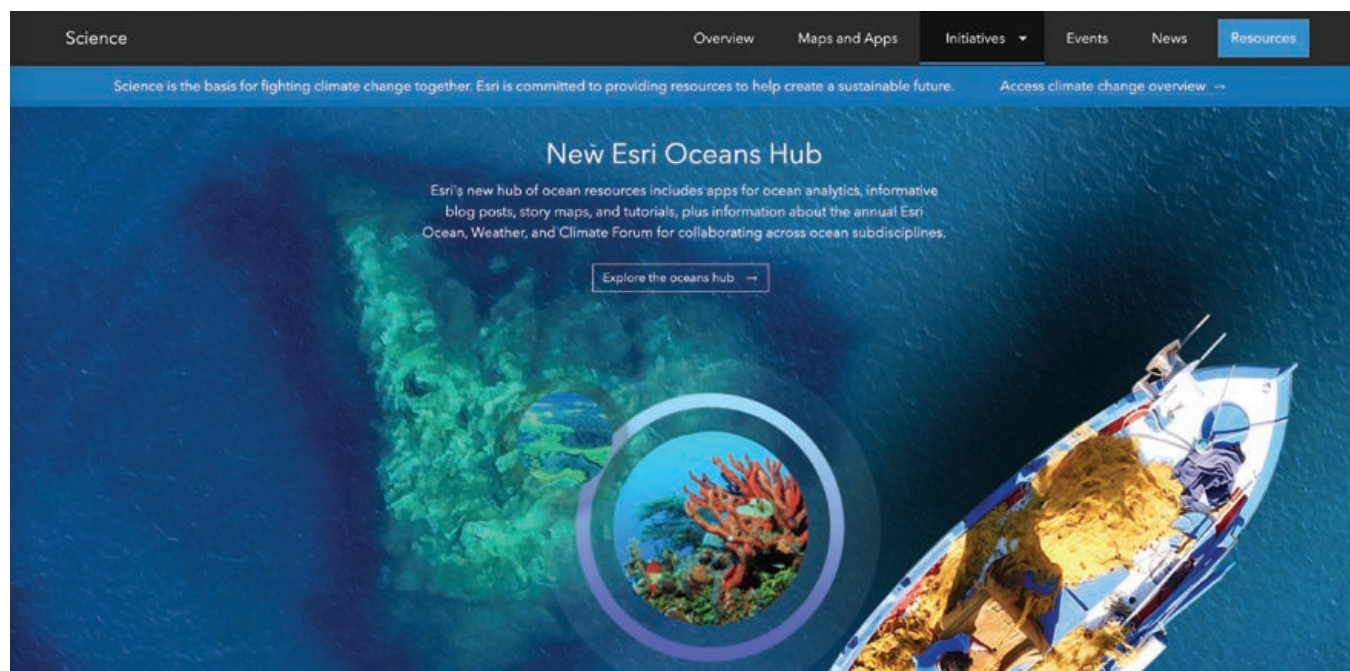 Science
Overview
Maps and Apps
Initiatives
Events
News
Resources
Science is the basis for fighting climate change together. Esri is committed to providing resources to help create a sustainable future.
Access climate change overview →
New Esri Oceans Hub
Esri's new hub of ocean resources includes apps for ocean analytics, informative
blog posts, story maps, and tutorials, plus information about the annual Esri
Ocean, Weather, and Climate Forum for collaborating across ocean subdisciplines.
Explore the oceans hub →